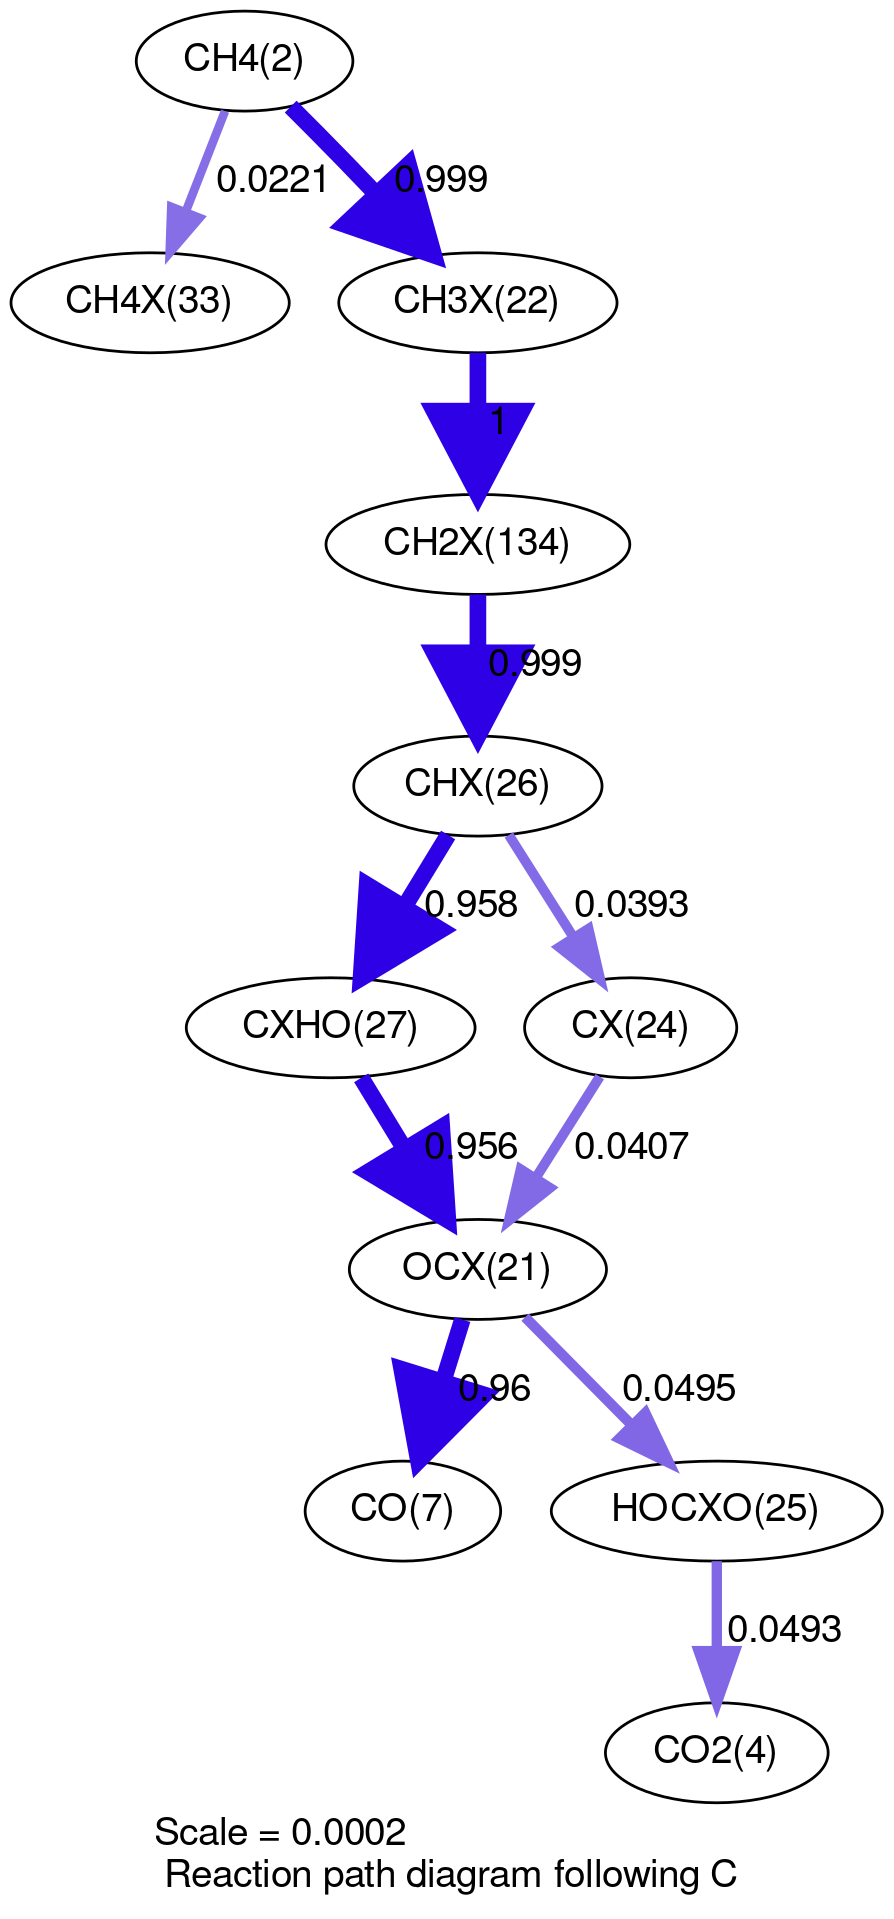 CH4(2)
0.0221
0.999
CH4X(33)
CH3X(22)
1
CH2X(134)
0.999
CHX(26)
0.958
0.0393
CXHO(27)
CX(24)
0.956
0.0407
OCX(21)
0.96
0.0495
CO(7)
HOCXO(25)
0.0493
CO2(4)
Scale = 0.0002
Reaction path diagram following C